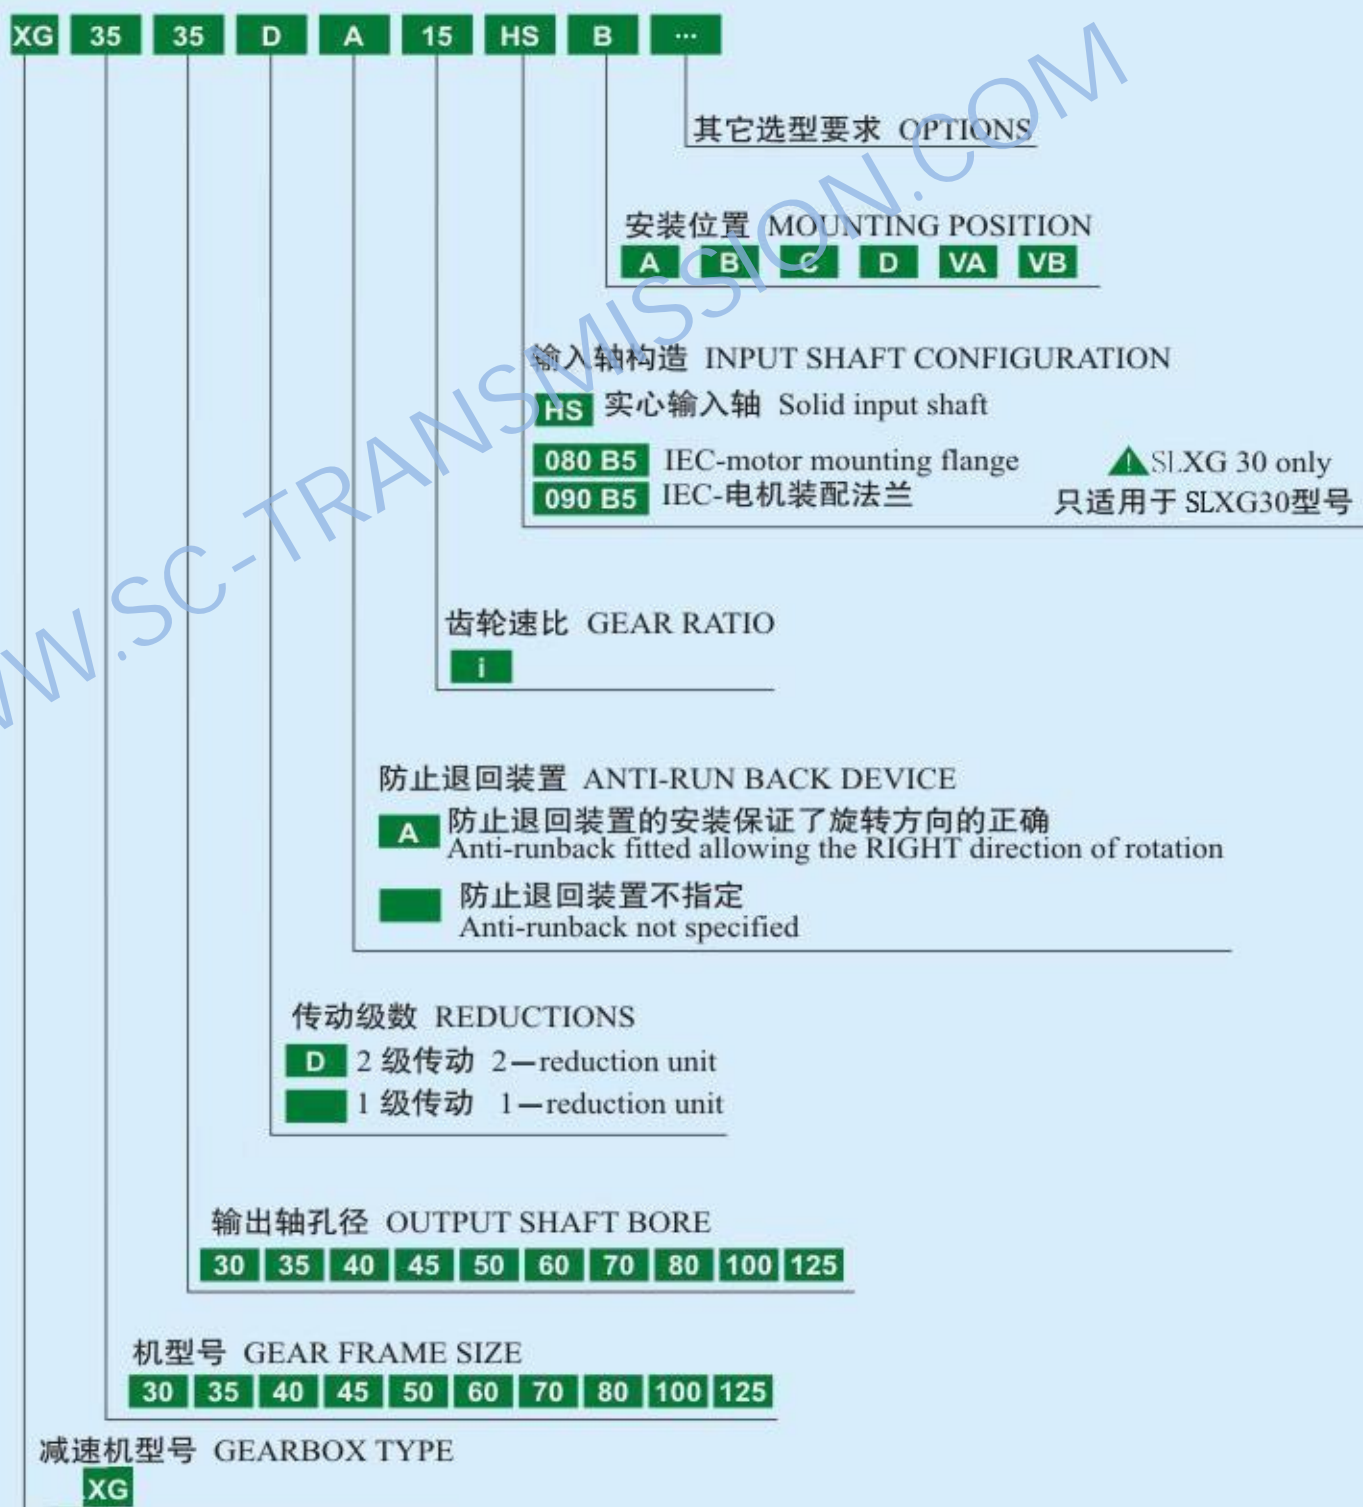 XG 35 35 D A 15 HS B ...
其它选型要求 OPTIONS
安装位置 MOUNTING POSITION
A B C D VA VB
输入轴构造 INPUT SHAFT CONFIGURATION
HS 实心输入轴 Solid input shaft
080 B5 IEC-motor mounting flange
090 B5 IEC-电机装配法兰
! SLXG 30 only
只适用于 SLXG30型号
齿轮速比 GEAR RATIO
i
防止退回装置 ANTI-RUN BACK DEVICE
A 防止退回装置的安装保证了旋转方向的正确
Anti-runback fitted allowing the RIGHT direction of rotation
防止退回装置不指定
Anti-runback not specified
传动级数 REDUCTIONS
D 2 级传动 2—reduction unit
1 级传动 1—reduction unit
输出轴孔径 OUTPUT SHAFT BORE
30 35 40 45 50 60 70 80 100 125
机型号 GEAR FRAME SIZE
30 35 40 45 50 60 70 80 100 125
减速机型号 GEARBOX TYPE
XG
W.SC-TRANSMISSION.COM